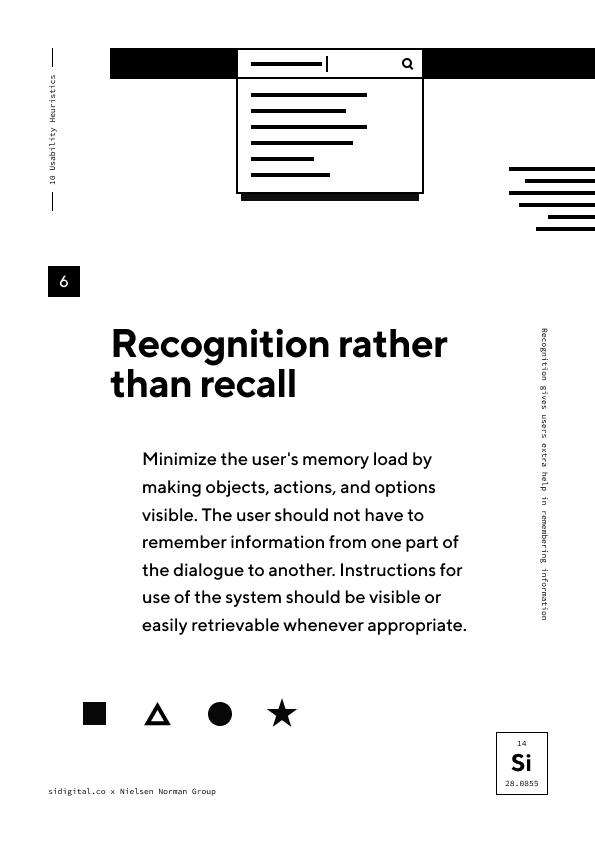 10 Usability Heuristics
6
Recognition rather
than recall
Recognition gives users extra help in remembering information
Minimize the user's memory load by
making objects, actions, and options
visible. The user should not have to
remember information from one part of
the dialogue to another. Instructions for
use of the system should be visible or
easily retrievable whenever appropriate.
14
Si
28.0855
sidigital.co x Nielsen Norman Group